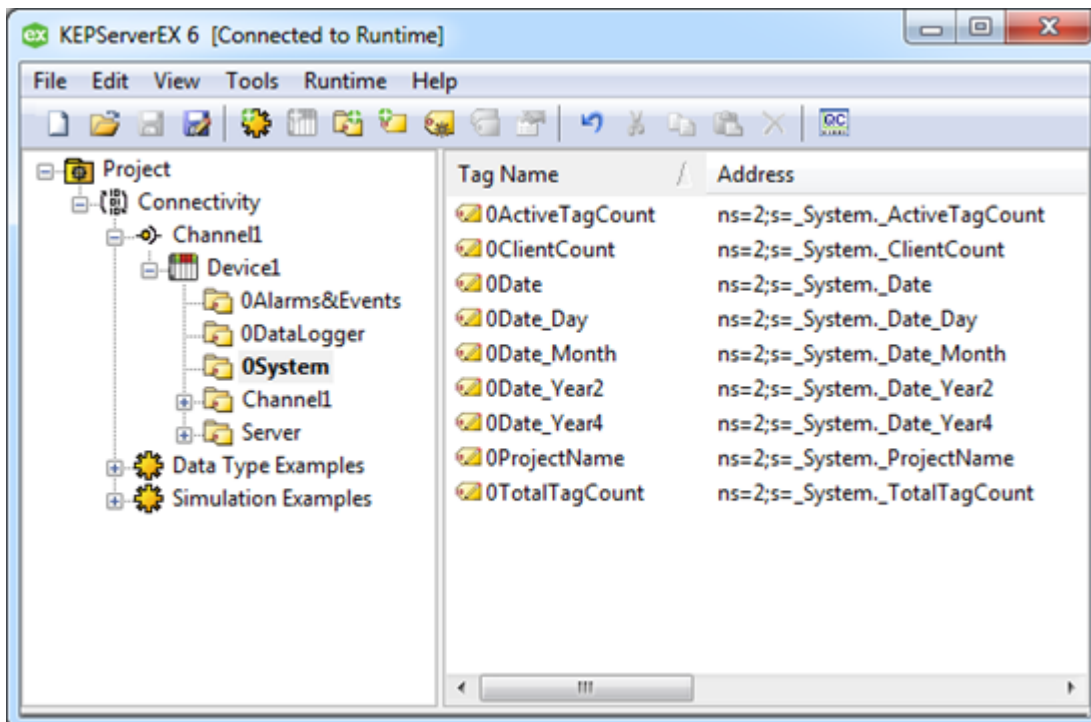 KEPServerEX 6 [Connected to Runtime]
File Edit View Tools Runtime Help
Project
Connectivity
Channel1
Device1
0Alarms&Events
0DataLogger
0System
Channel1
Server
Data Type Examples
Simulation Examples
Tag Name Address
0ActiveTagCount ns=2;s=_System._ActiveTagCount
0ClientCount ns=2;s=_System._ClientCount
0Date ns=2;s=_System._Date
0Date_Day ns=2;s=_System._Date_Day
0Date_Month ns=2;s=_System._Date_Month
0Date_Year2 ns=2;s=_System._Date_Year2
0Date_Year4 ns=2;s=_System._Date_Year4
0ProjectName ns=2;s=_System._ProjectName
0TotalTagCount ns=2;s=_System._TotalTagCount